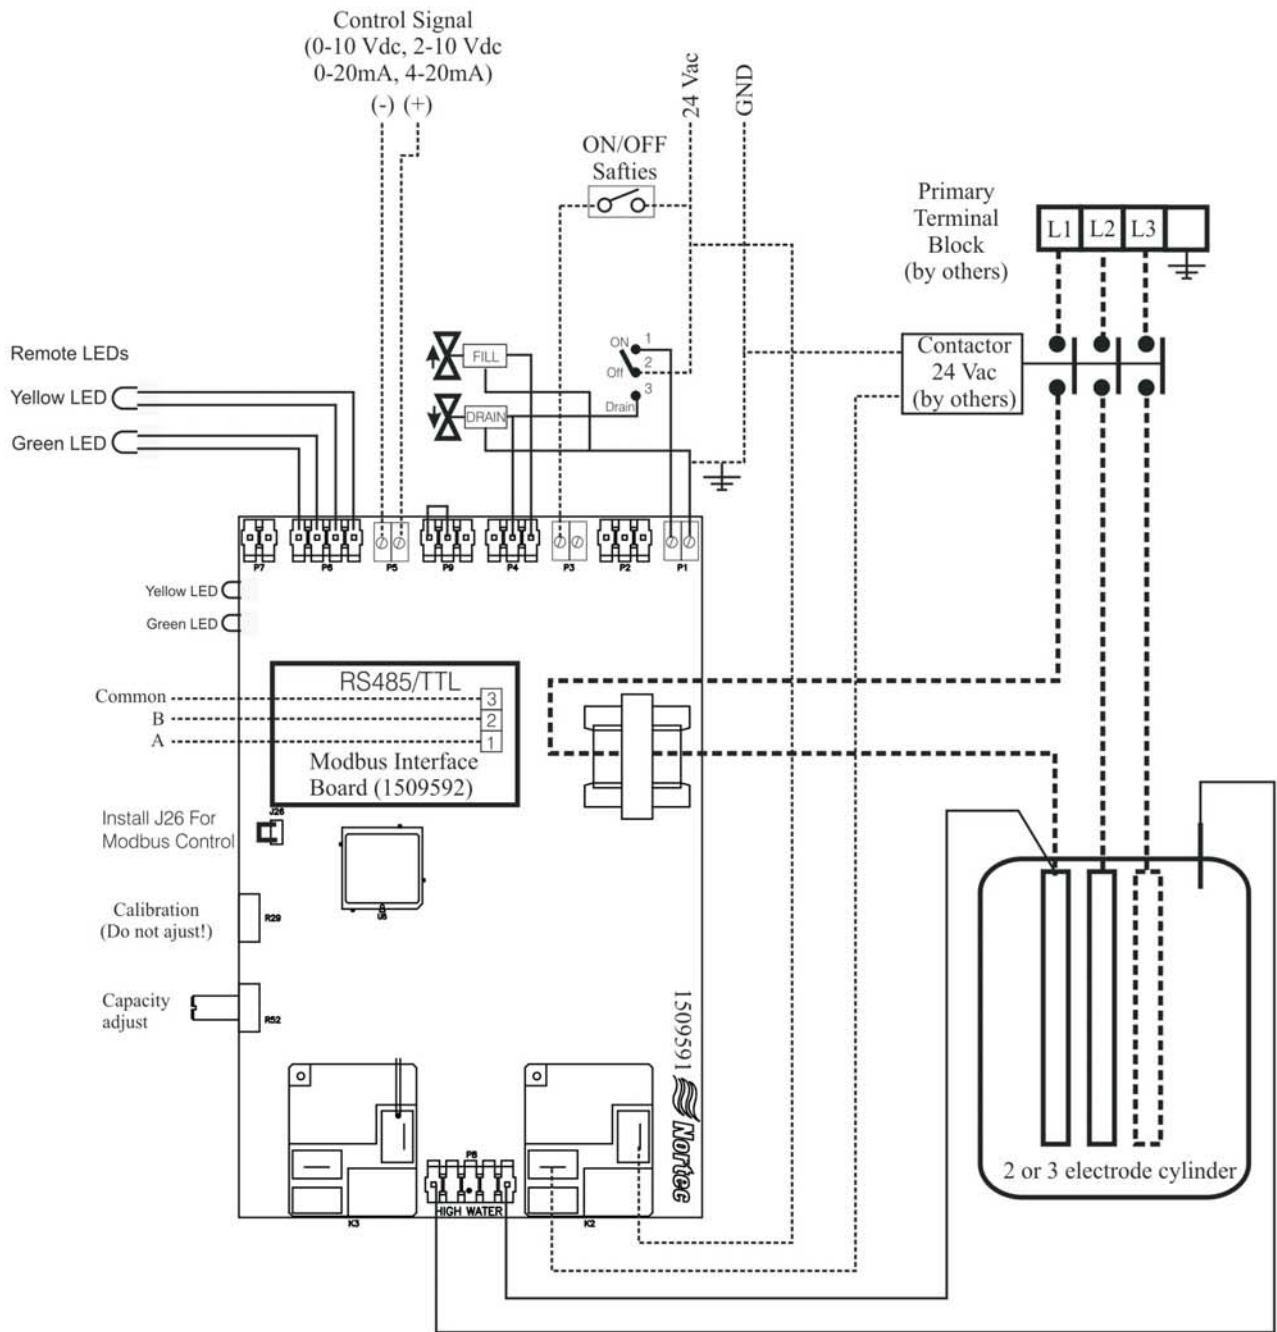 Control Signal
(0-10 Vdc, 2-10 Vdc
0-20mA, 4-20mA)
(-) (+)
24 Vac
GND
ON/OFF
Safties
Primary
Terminal
Block
(by others)
L1 L2 L3
Remote LEDs
Yellow LED
Green LED
FILL
DRAIN
ON 1
2
Off
3
Drain
Contactor
24 Vac
(by others)
P7 P6 P5 P9 P4 P3 P2 P1
Yellow LED
Green LED
RS485/TTL
Common 3
B 2
A 1
Modbus Interface
Board (1509592)
J26
Install J26 For
Modbus Control
U5
Calibration
(Do not ajust!)
R29
Capacity
adjust
R52
1509591
Nortec
P8
HIGH WATER
K3 K2
2 or 3 electrode cylinder